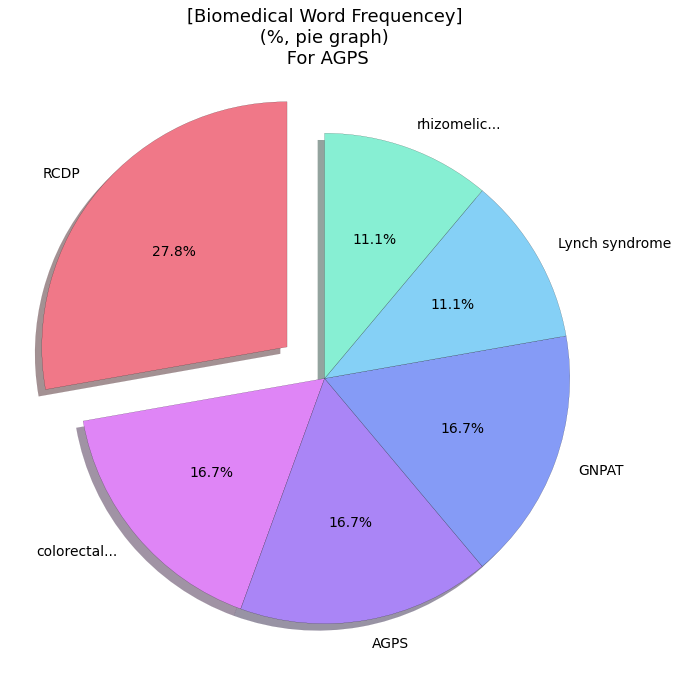 [Biomedical Word Frequencey]
(%, pie graph)
For AGPS
rhizomelic...
RCDP
Lynch syndrome
11.1%
27.8%
11.1%
16.7%
GNPAT
16.7%
16.7%
colorectal...
AGPS